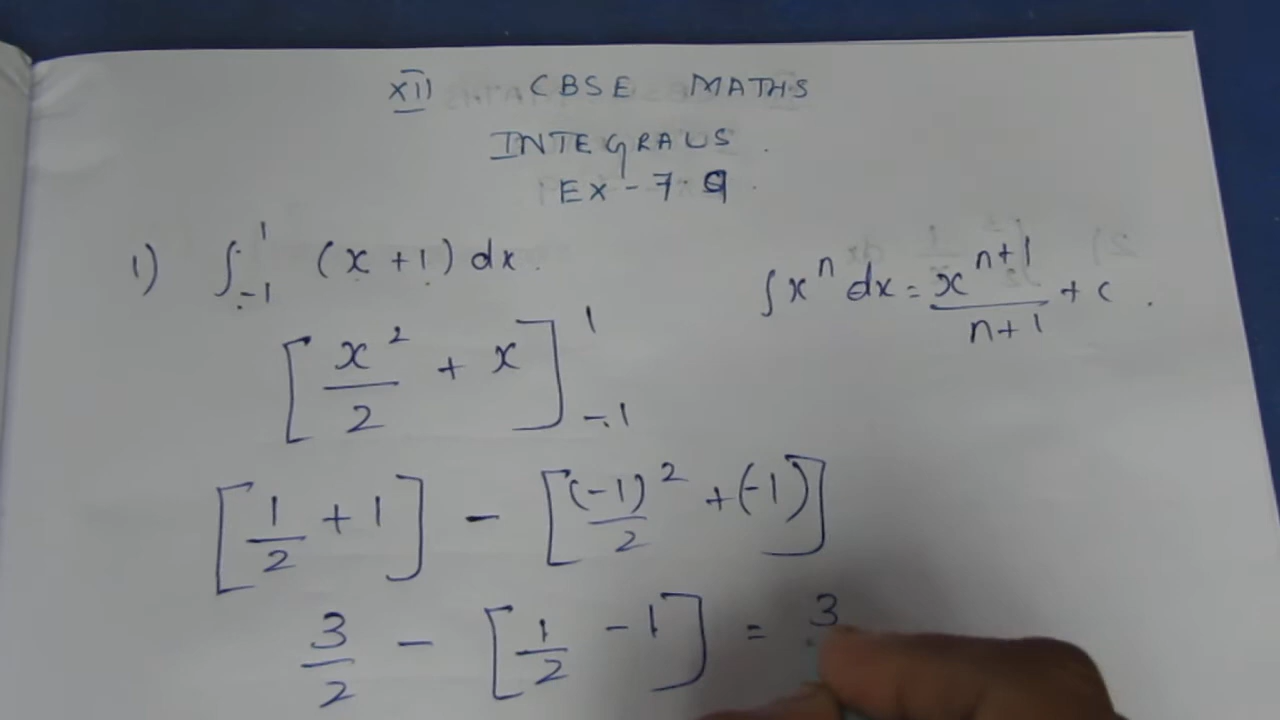 XII CBSE MATHS
INTEGRALS.
EX-7.9.
1) ∫₋₁¹ (x+1) dx.
∫xⁿ dx = xⁿ⁺¹/n+1 + c.
[x²/2 + x]₋₁¹
[1/2 + 1] - [(-1)²/2 + (-1)]
3/2 - [1/2 - 1] = 3